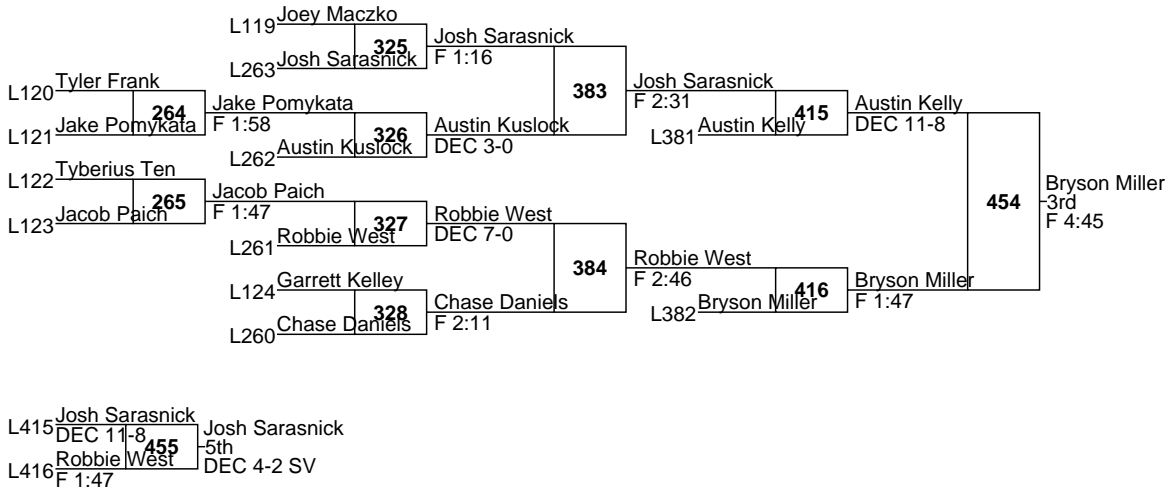 Joey Maczko
L119
325
Josh Sarasnick
F 1:16
L263
Josh Sarasnick
Tyler Frank
L120
264
Jake Pomykata
F 1:58
L121
Jake Pomykata
326
Austin Kuslock
DEC 3-0
L262
Austin Kuslock
383
Josh Sarasnick
F 2:31
L381
Austin Kelly
415
Austin Kelly
DEC 11-8
L122
Tyberius Ten
265
Jacob Paich
F 1:47
L123
Jacob Paich
327
Robbie West
DEC 7-0
L261
Robbie West
L124
Garrett Kelley
328
Chase Daniels
F 2:11
L260
Chase Daniels
384
Robbie West
F 2:46
L382
Bryson Miller
416
Bryson Miller
F 1:47
454
Bryson Miller
3rd
F 4:45
L415
Josh Sarasnick
DEC 11-8
455
Josh Sarasnick
5th
DEC 4-2 SV
L416
Robbie West
F 1:47